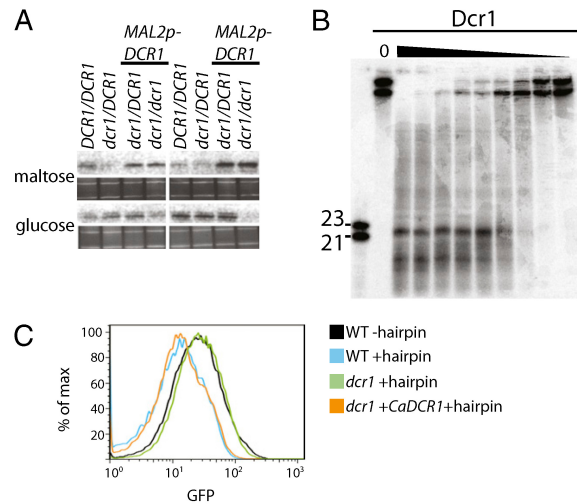 A
MAL2p-
DCR1
MAL2p-
DCR1
DCR1/DCR1
dcr1/DCR1
dcr1/DCR1
dcr1/dcr1
DCR1/DCR1
dcr1/DCR1
dcr1/DCR1
dcr1/dcr1
maltose
glucose
B
Dcr1
0
23
21
C
% of max
100
80
60
40
20
10⁰
10¹
10²
10³
GFP
WT -hairpin
WT +hairpin
dcr1 +hairpin
dcr1 +CaDCR1+hairpin